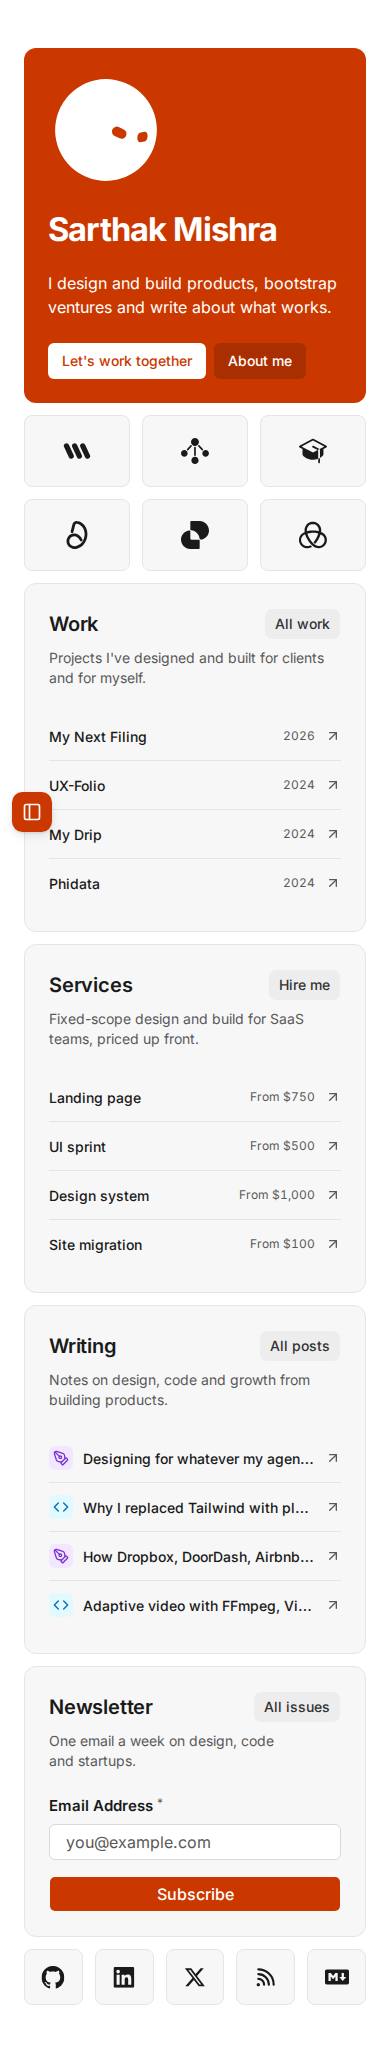 Sarthak Mishra
I design and build products, bootstrap
ventures and write about what works.
Let's work together
About me
Work
All work
Projects I've designed and built for clients
and for myself.
My Next Filing 2026
UX-Folio 2024
My Drip 2024
Phidata 2024
Services
Hire me
Fixed-scope design and build for SaaS
teams, priced up front.
Landing page From $750
UI sprint From $500
Design system From $1,000
Site migration From $100
Writing
All posts
Notes on design, code and growth from
building products.
Designing for whatever my agen...
Why I replaced Tailwind with pl...
How Dropbox, DoorDash, Airbnb...
Adaptive video with FFmpeg, Vi...
Newsletter
All issues
One email a week on design, code
and startups.
Email Address *
you@example.com
Subscribe